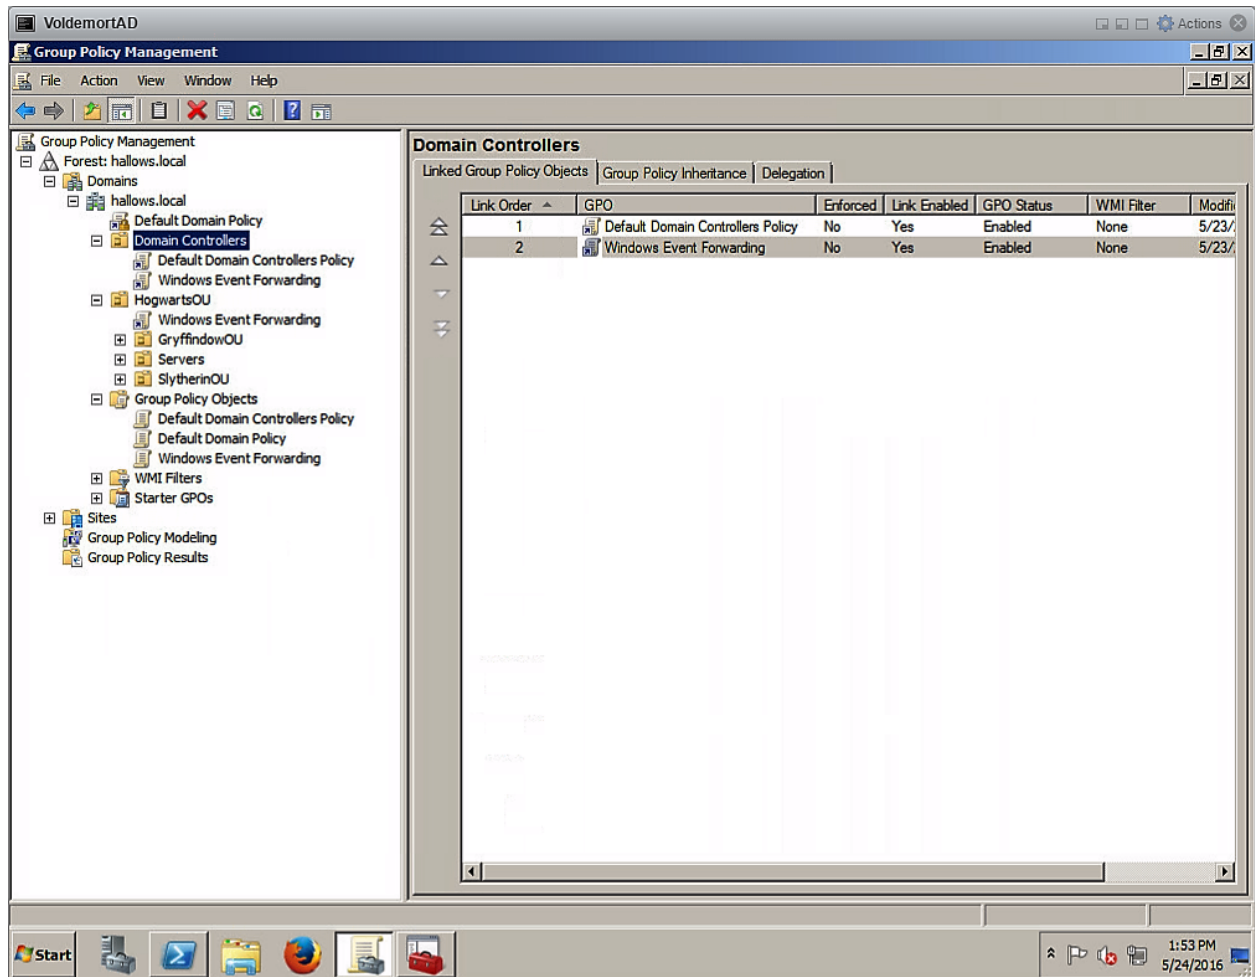 VoldemortAD
Actions
Group Policy Management
File Action View Window Help
Group Policy Management
Forest: hallows.local
Domains
hallows.local
Default Domain Policy
Domain Controllers
Default Domain Controllers Policy
Windows Event Forwarding
HogwartsOU
Windows Event Forwarding
GryffindowOU
Servers
SlytherinOU
Group Policy Objects
Default Domain Controllers Policy
Default Domain Policy
Windows Event Forwarding
WMI Filters
Starter GPOs
Sites
Group Policy Modeling
Group Policy Results
Domain Controllers
Linked Group Policy Objects Group Policy Inheritance Delegation
Link Order GPO Enforced Link Enabled GPO Status WMI Filter Modifi
1 Default Domain Controllers Policy No Yes Enabled None 5/23/
2 Windows Event Forwarding No Yes Enabled None 5/23/
Start
1:53 PM
5/24/2016